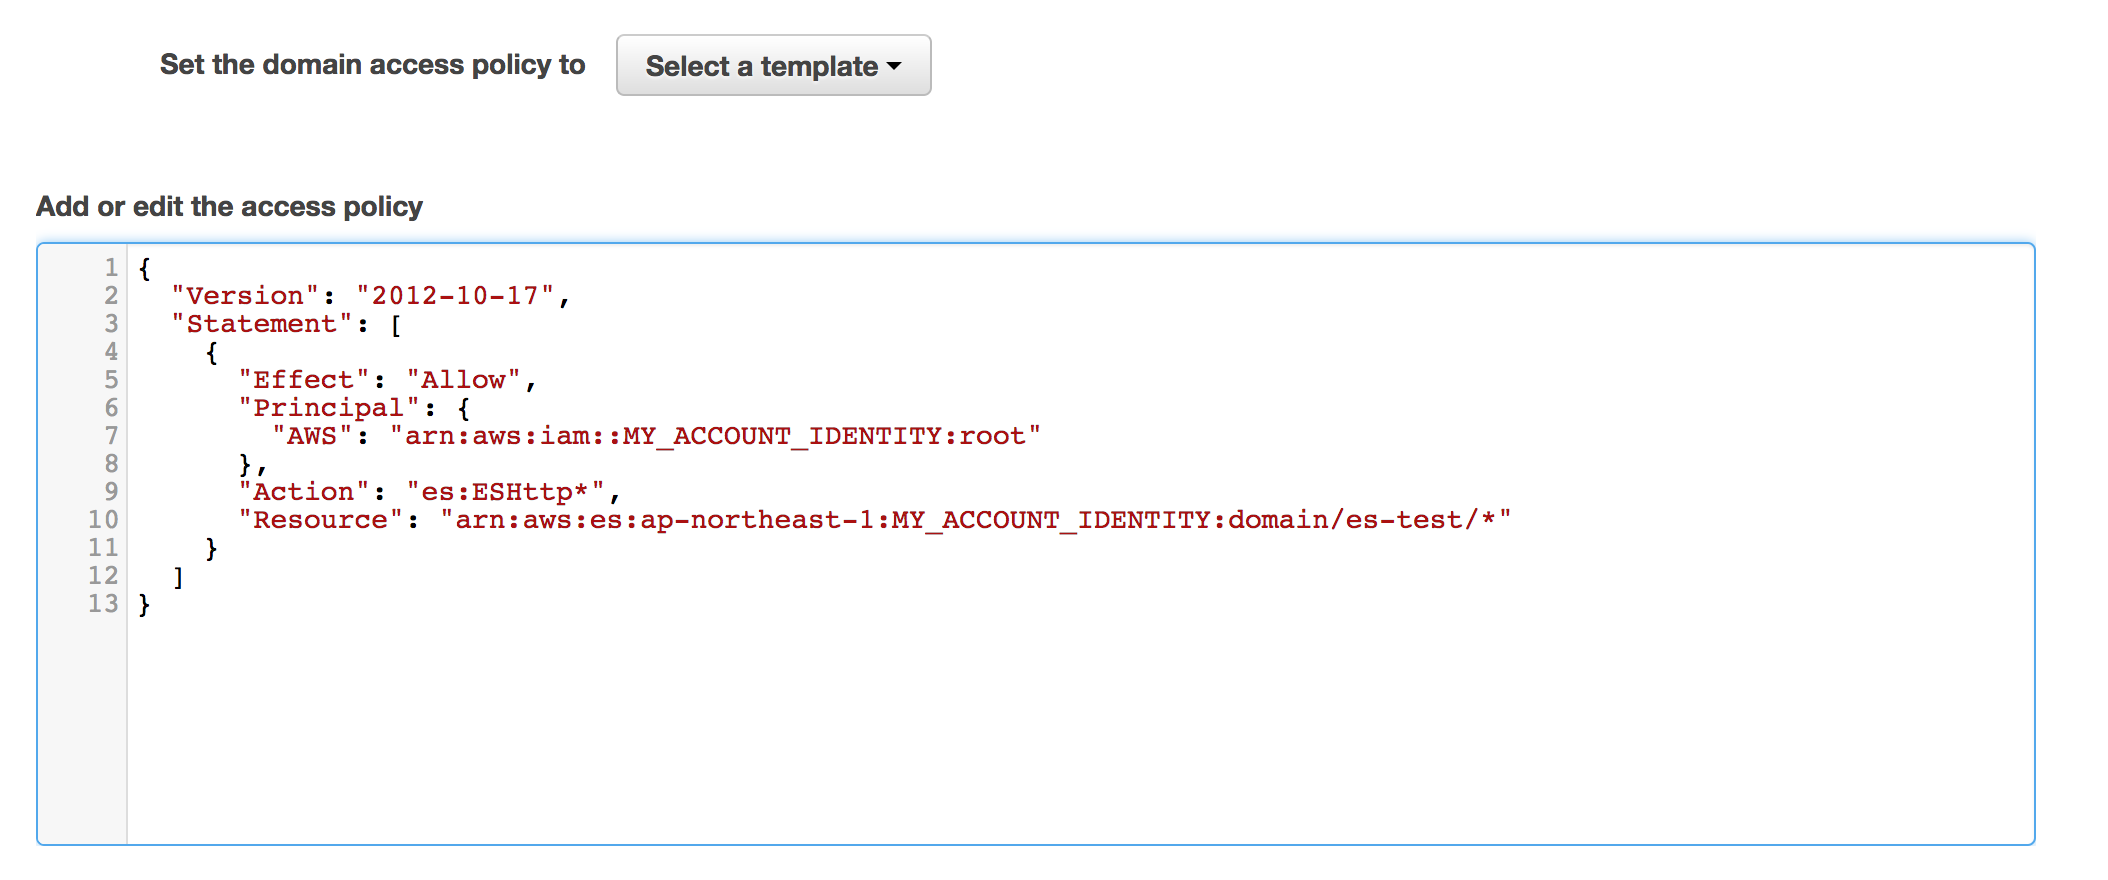 Set the domain access policy to Select a template
Add or edit the access policy
1 {
2 "Version": "2012-10-17",
3 "Statement": [
4 {
5 "Effect": "Allow",
6 "Principal": {
7 "AWS": "arn:aws:iam::MY_ACCOUNT_IDENTITY:root"
8 },
9 "Action": "es:ESHttp*",
10 "Resource": "arn:aws:es:ap-northeast-1:MY_ACCOUNT_IDENTITY:domain/es-test/*"
11 }
12 ]
13 }